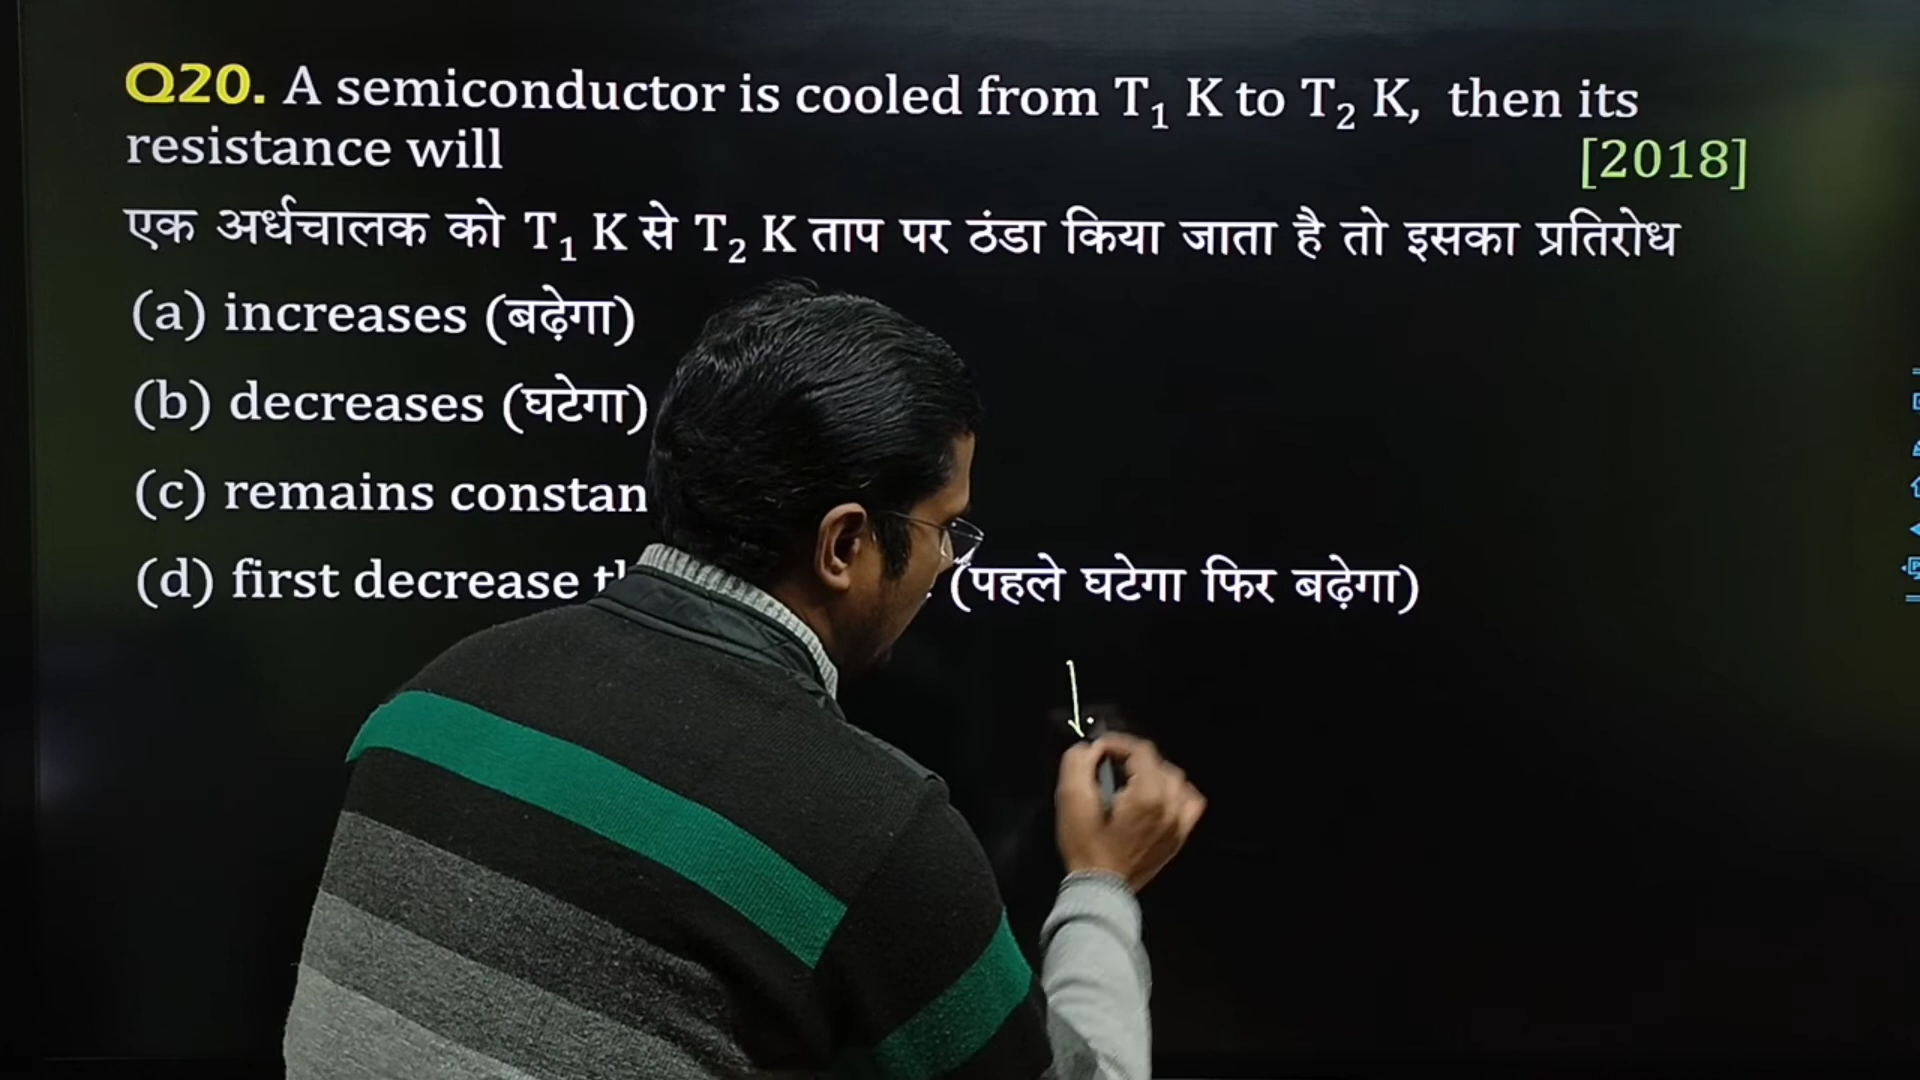 Q20. A semiconductor is cooled from T₁ K to T₂ K, then its
resistance will [2018]
एक अर्धचालक को T₁ K से T₂ K ताप पर ठंडा किया जाता है तो इसका प्रतिरोध
(a) increases (बढ़ेगा)
(b) decreases (घटेगा)
(c) remains constan
(d) first decrease (पहले घटेगा फिर बढ़ेगा)